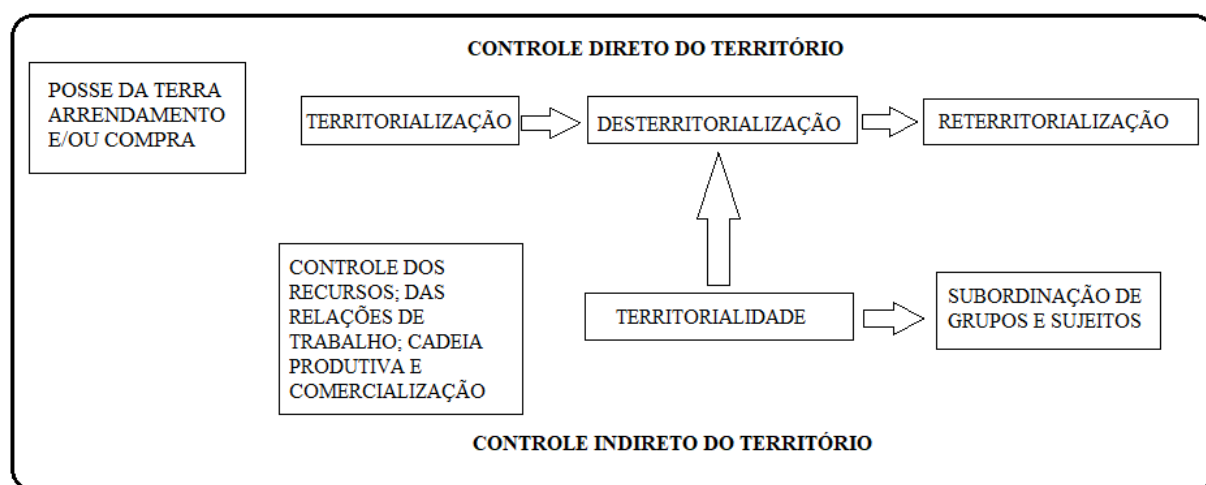 CONTROLE DIRETO DO TERRITÓRIO
POSSE DA TERRA
ARRENDAMENTO
E/OU COMPRA
TERRITORIALIZAÇÃO
DESTERRITORIALIZAÇÃO
RETERRITORIALIZAÇÃO
CONTROLE DOS
RECURSOS; DAS
RELAÇÕES DE
TRABALHO; CADEIA
PRODUTIVA E
COMERCIALIZAÇÃO
TERRITORIALIDADE
SUBORDINAÇÃO DE
GRUPOS E SUJEITOS
CONTROLE INDIRETO DO TERRITÓRIO